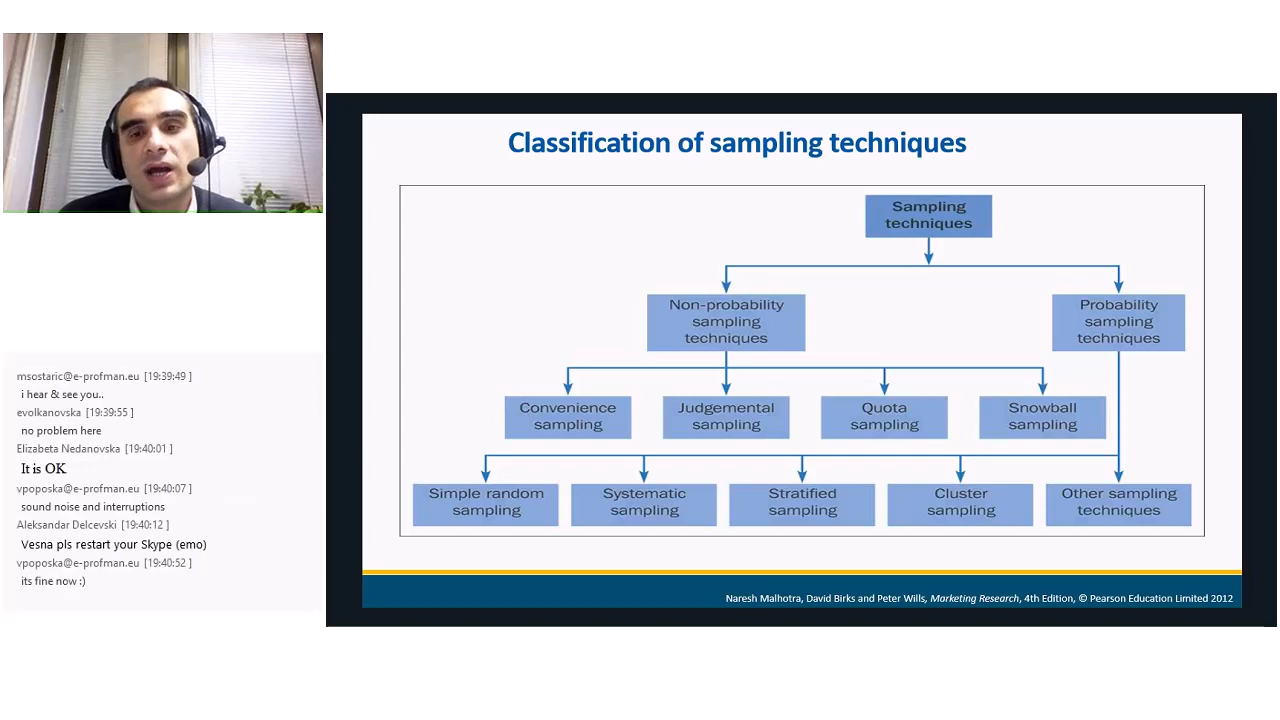 msostaric@e-profman.eu [19:39:49 ]
i hear & see you..
evolkanovska [19:39:55 ]
no problem here
Elizabeta Nedanovska [19:40:01 ]
It is OK
vpoposka@e-profman.eu [19:40:07 ]
sound noise and interruptions
Aleksandar Delcevski [19:40:12 ]
Vesna pls restart your Skype (emo)
vpoposka@e-profman.eu [19:40:52 ]
its fine now :)
Classification of sampling techniques
Sampling
techniques
Non-probability
sampling
techniques
Probability
sampling
techniques
Convenience
sampling
Judgemental
sampling
Quota
sampling
Snowball
sampling
Simple random
sampling
Systematic
sampling
Stratified
sampling
Cluster
sampling
Other sampling
techniques
Naresh Malhotra, David Birks and Peter Wills, Marketing Research, 4th Edition, © Pearson Education Limited 2012